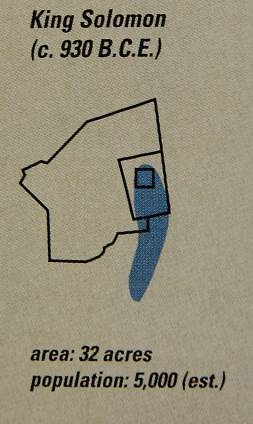 King Solomon
(c. 930 B.C.E.)
area: 32 acres
population: 5,000 (est.)